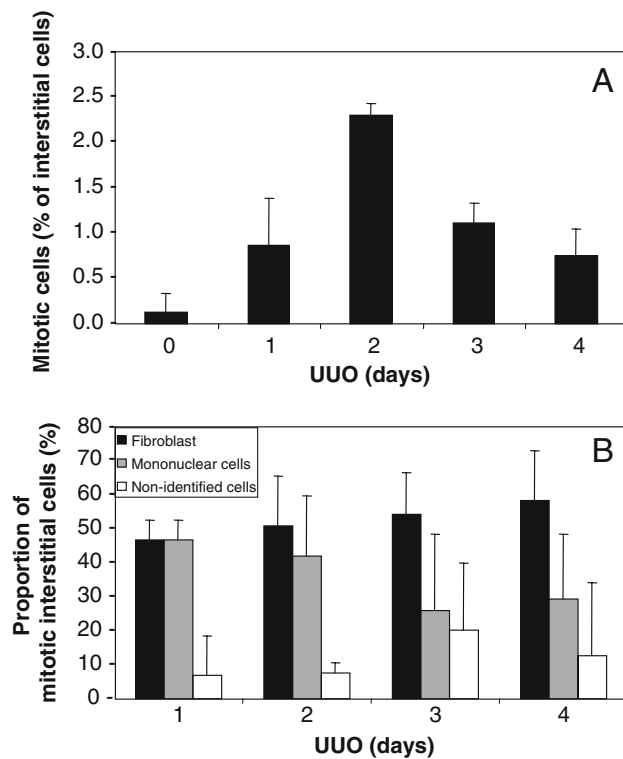 A
Mitotic cells (% of interstitial cells)
3.0
2.5
2.0
1.5
1.0
0.5
0.0
0 1 2 3 4
UUO (days)
B
Proportion of
mitotic interstitial cells (%)
80
70
60
50
40
30
20
10
0
Fibroblast
Mononuclear cells
Non-identified cells
1 2 3 4
UUO (days)